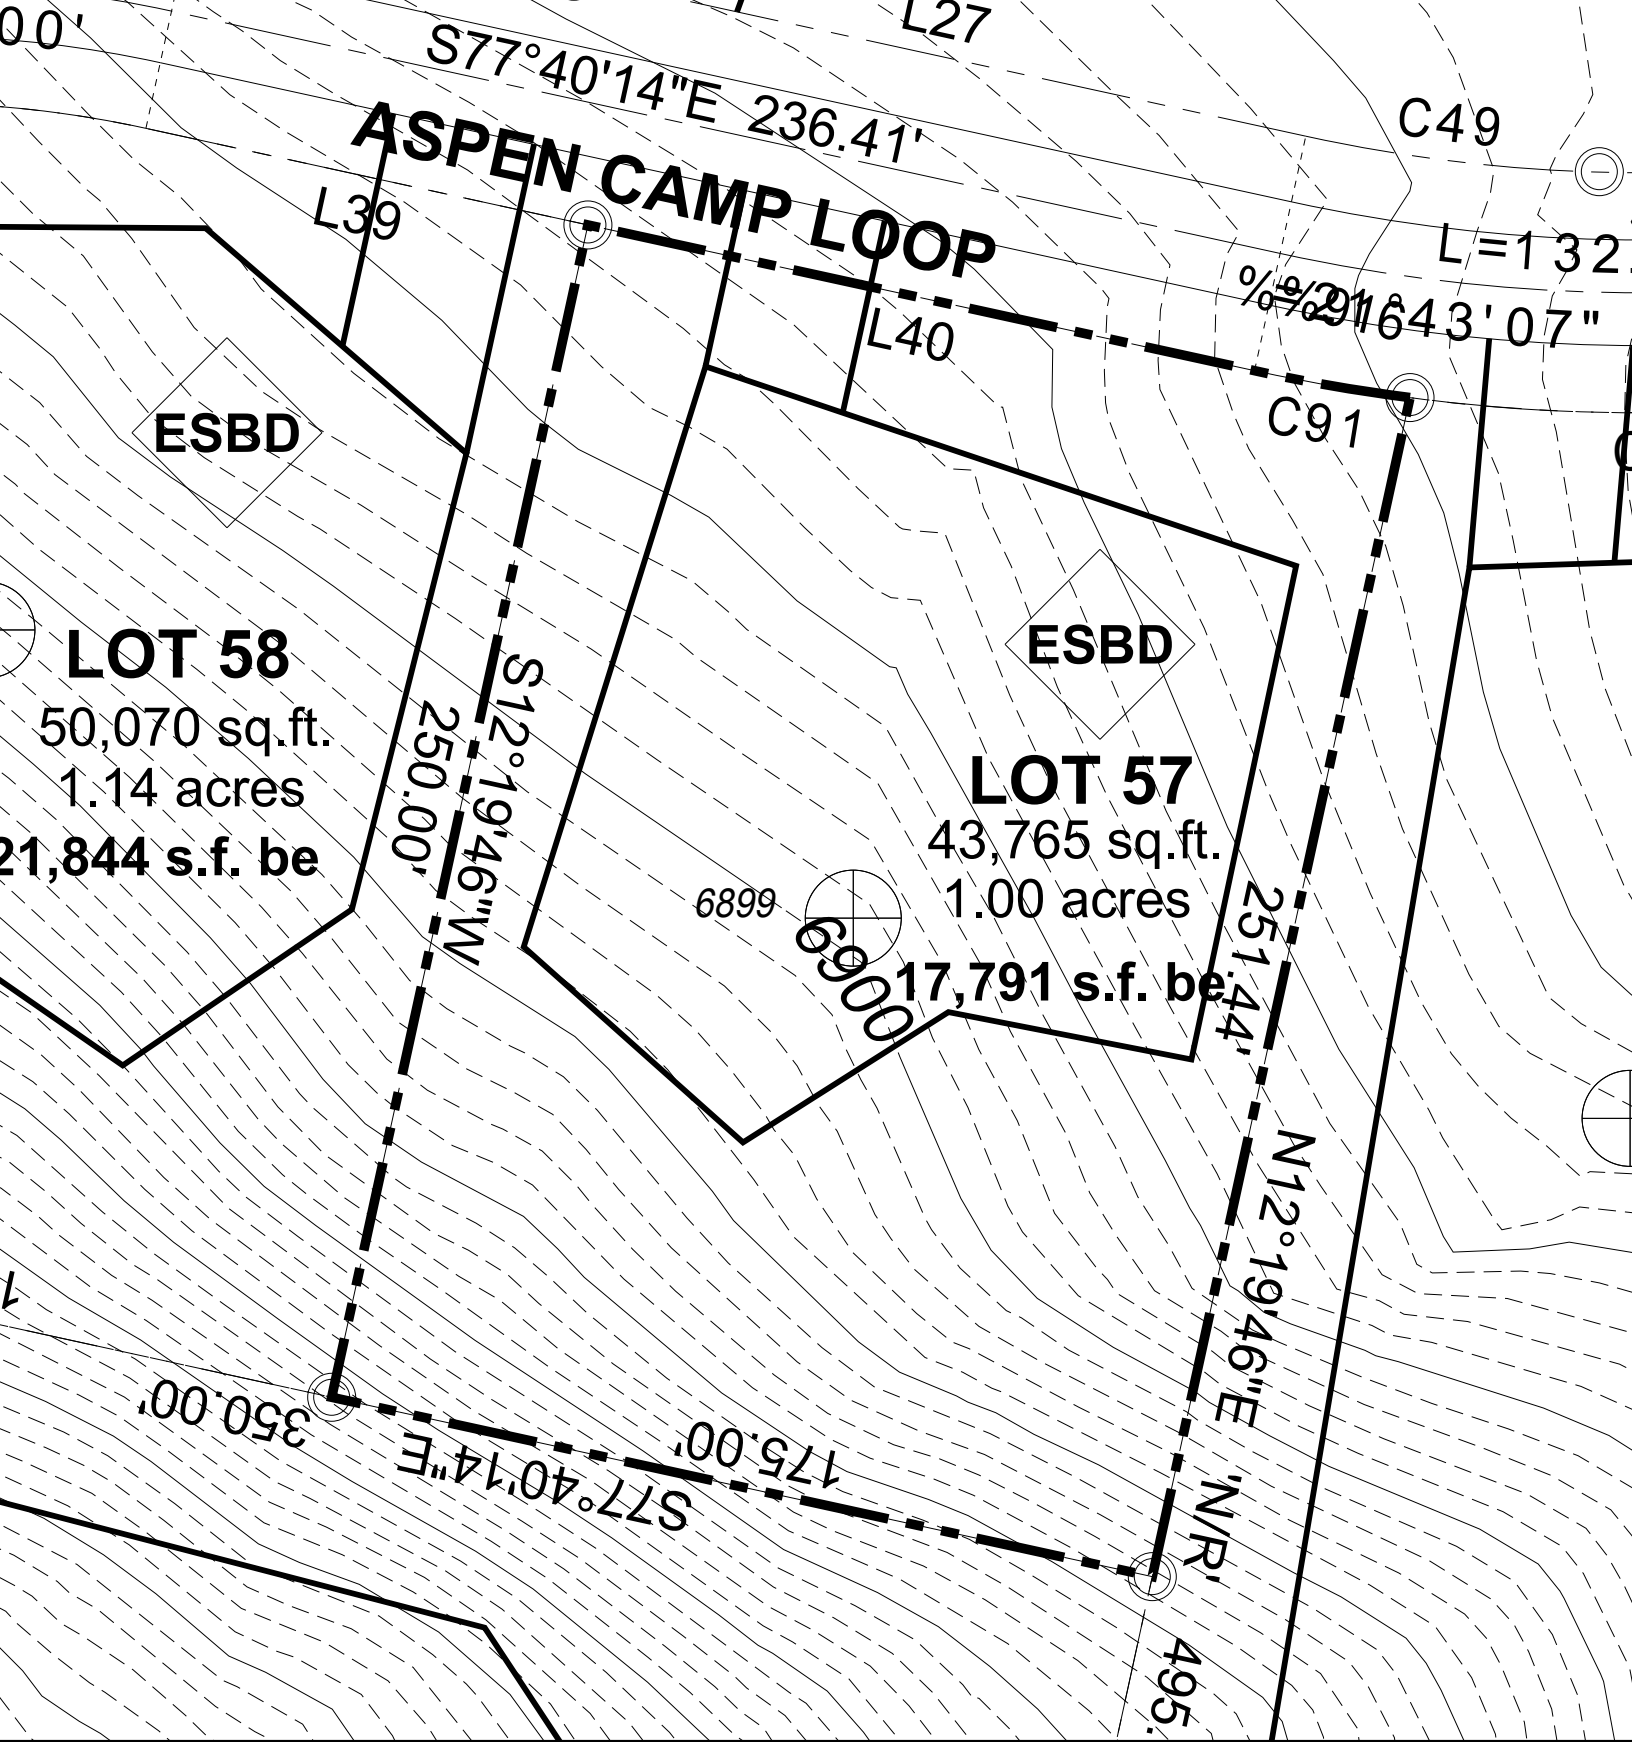 00'
L27
S77°40'14"E 236.41'
C49
ASPEN CAMP LOOP
L39
L=132.
43'07"
L40
C91
ESBD
ESBD
LOT 58
50,070 sq.ft.
1.14 acres
21,844 s.f. be
S12°19'46"W
250.00'
LOT 57
43,765 sq.ft.
1.00 acres
17,791 s.f. be
6899
6900
251.44'
N12°19'46"E
'N/R'
1
350.00'
175.00'
S77°40'14"E
495.